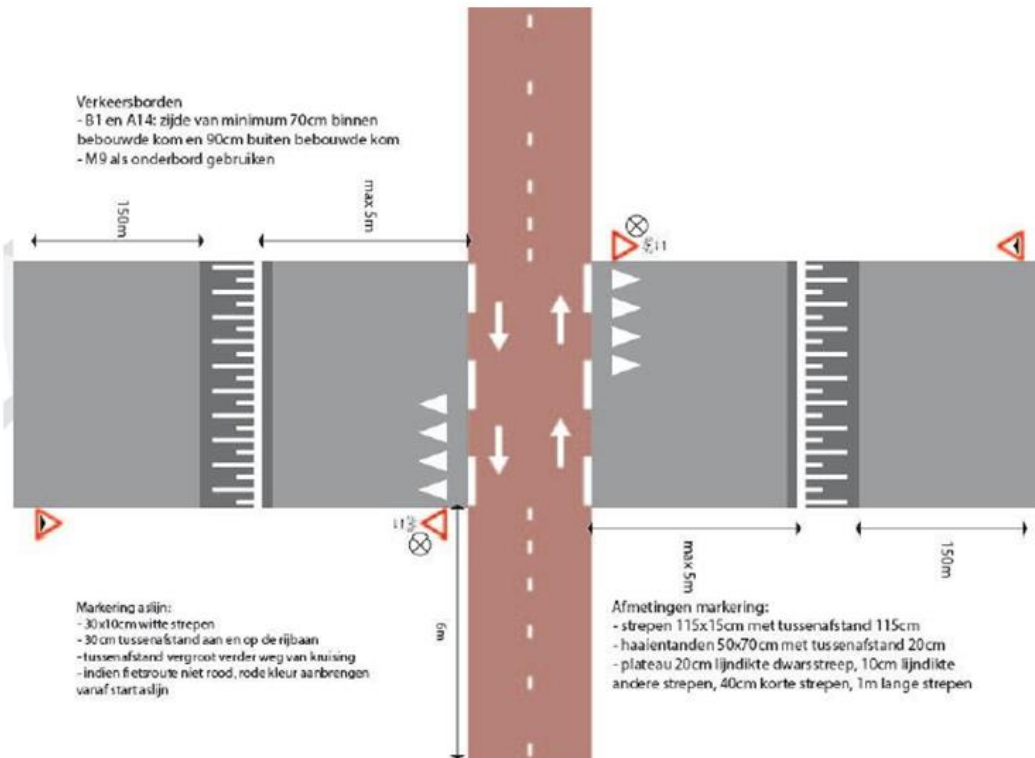 Verkeersborden
- B1 en A14: zijde van minimum 70cm binnen
bebouwde kom en 90cm buiten bebouwde kom
- M9 als onderbord gebruiken
150m
max 5m
max 5m
150m
6m
Markering aslijn:
- 30x10cm witte strepen
- 30cm tussenafstand aan en op de rijbaan
- tussenafstand vergroot verder weg van kruising
- indien fietsroute niet rood, rode kleur aanbrengen
vanaf start aslijn
Afmetingen markering:
- strepen 115x15cm met tussenafstand 115cm
- haaientanden 50x70cm met tussenafstand 20cm
- plateau 20cm lijndikte dwarsstreep, 10cm lijndikte
andere strepen, 40cm korte strepen, 1m lange strepen